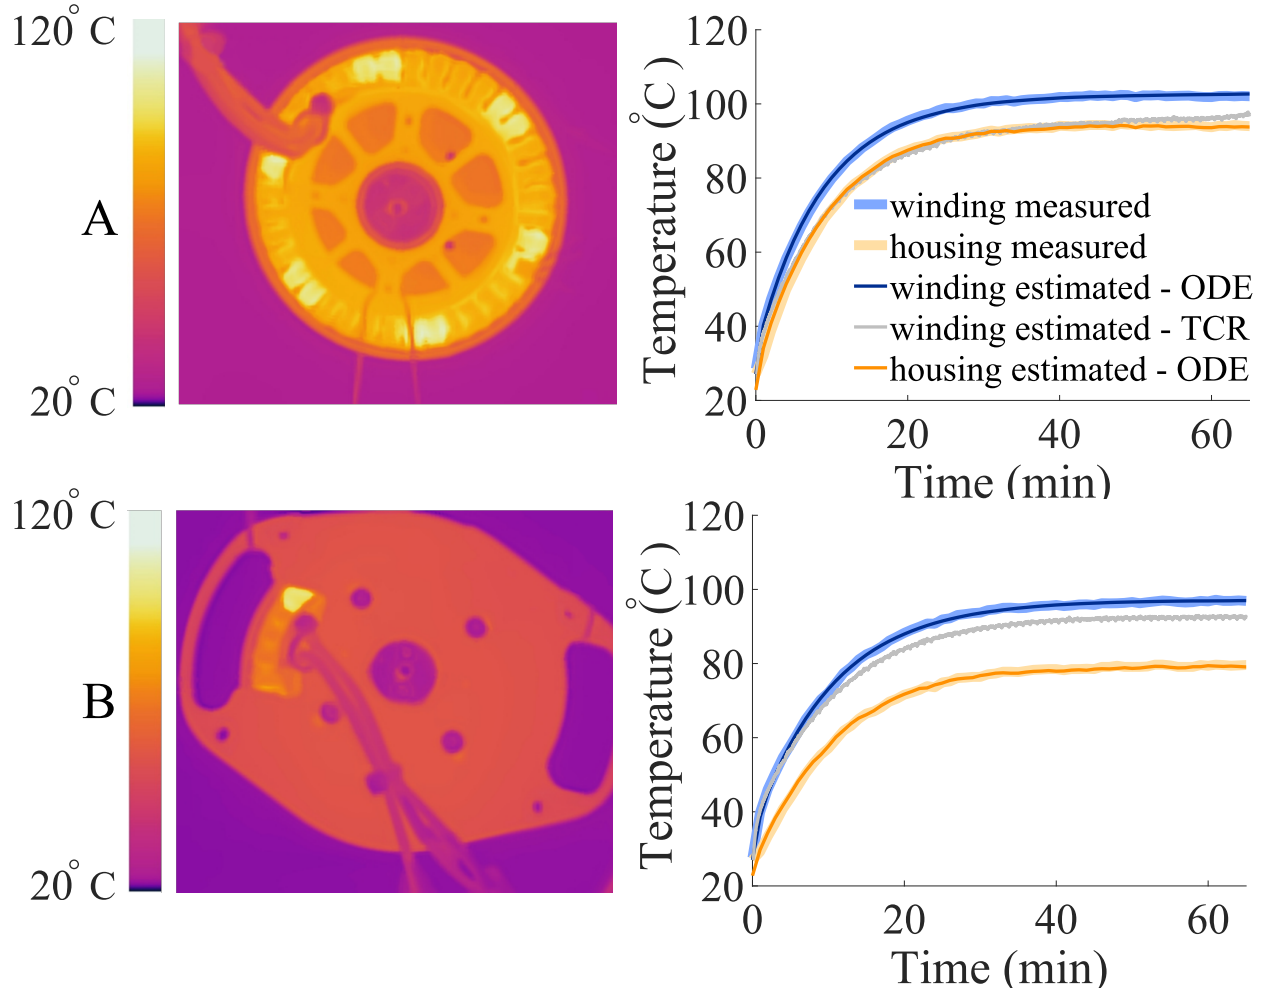 120° C
A
20° C
120
100
80
60
40
20
Temperature (°C )
winding measured
housing measured
winding estimated - ODE
winding estimated - TCR
housing estimated - ODE
0 20 40 60
Time (min)
120° C
B
20° C
120
100
80
60
40
20
Temperature (°C )
0 20 40 60
Time (min)